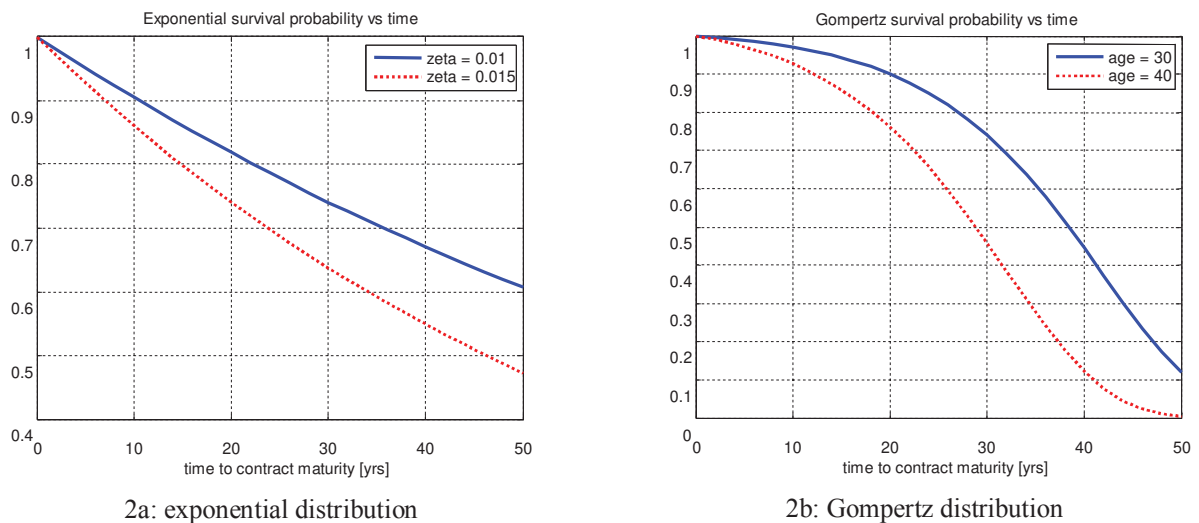 Exponential survival probability vs time
1
0.9
0.8
0.7
0.6
0.5
0.4
zeta = 0.01
zeta = 0.015
0 10 20 30 40 50
time to contract maturity [yrs]
2a: exponential distribution
Gompertz survival probability vs time
1
0.9
0.8
0.7
0.6
0.5
0.4
0.3
0.2
0.1
0
age = 30
age = 40
0 10 20 30 40 50
time to contract maturity [yrs]
2b: Gompertz distribution